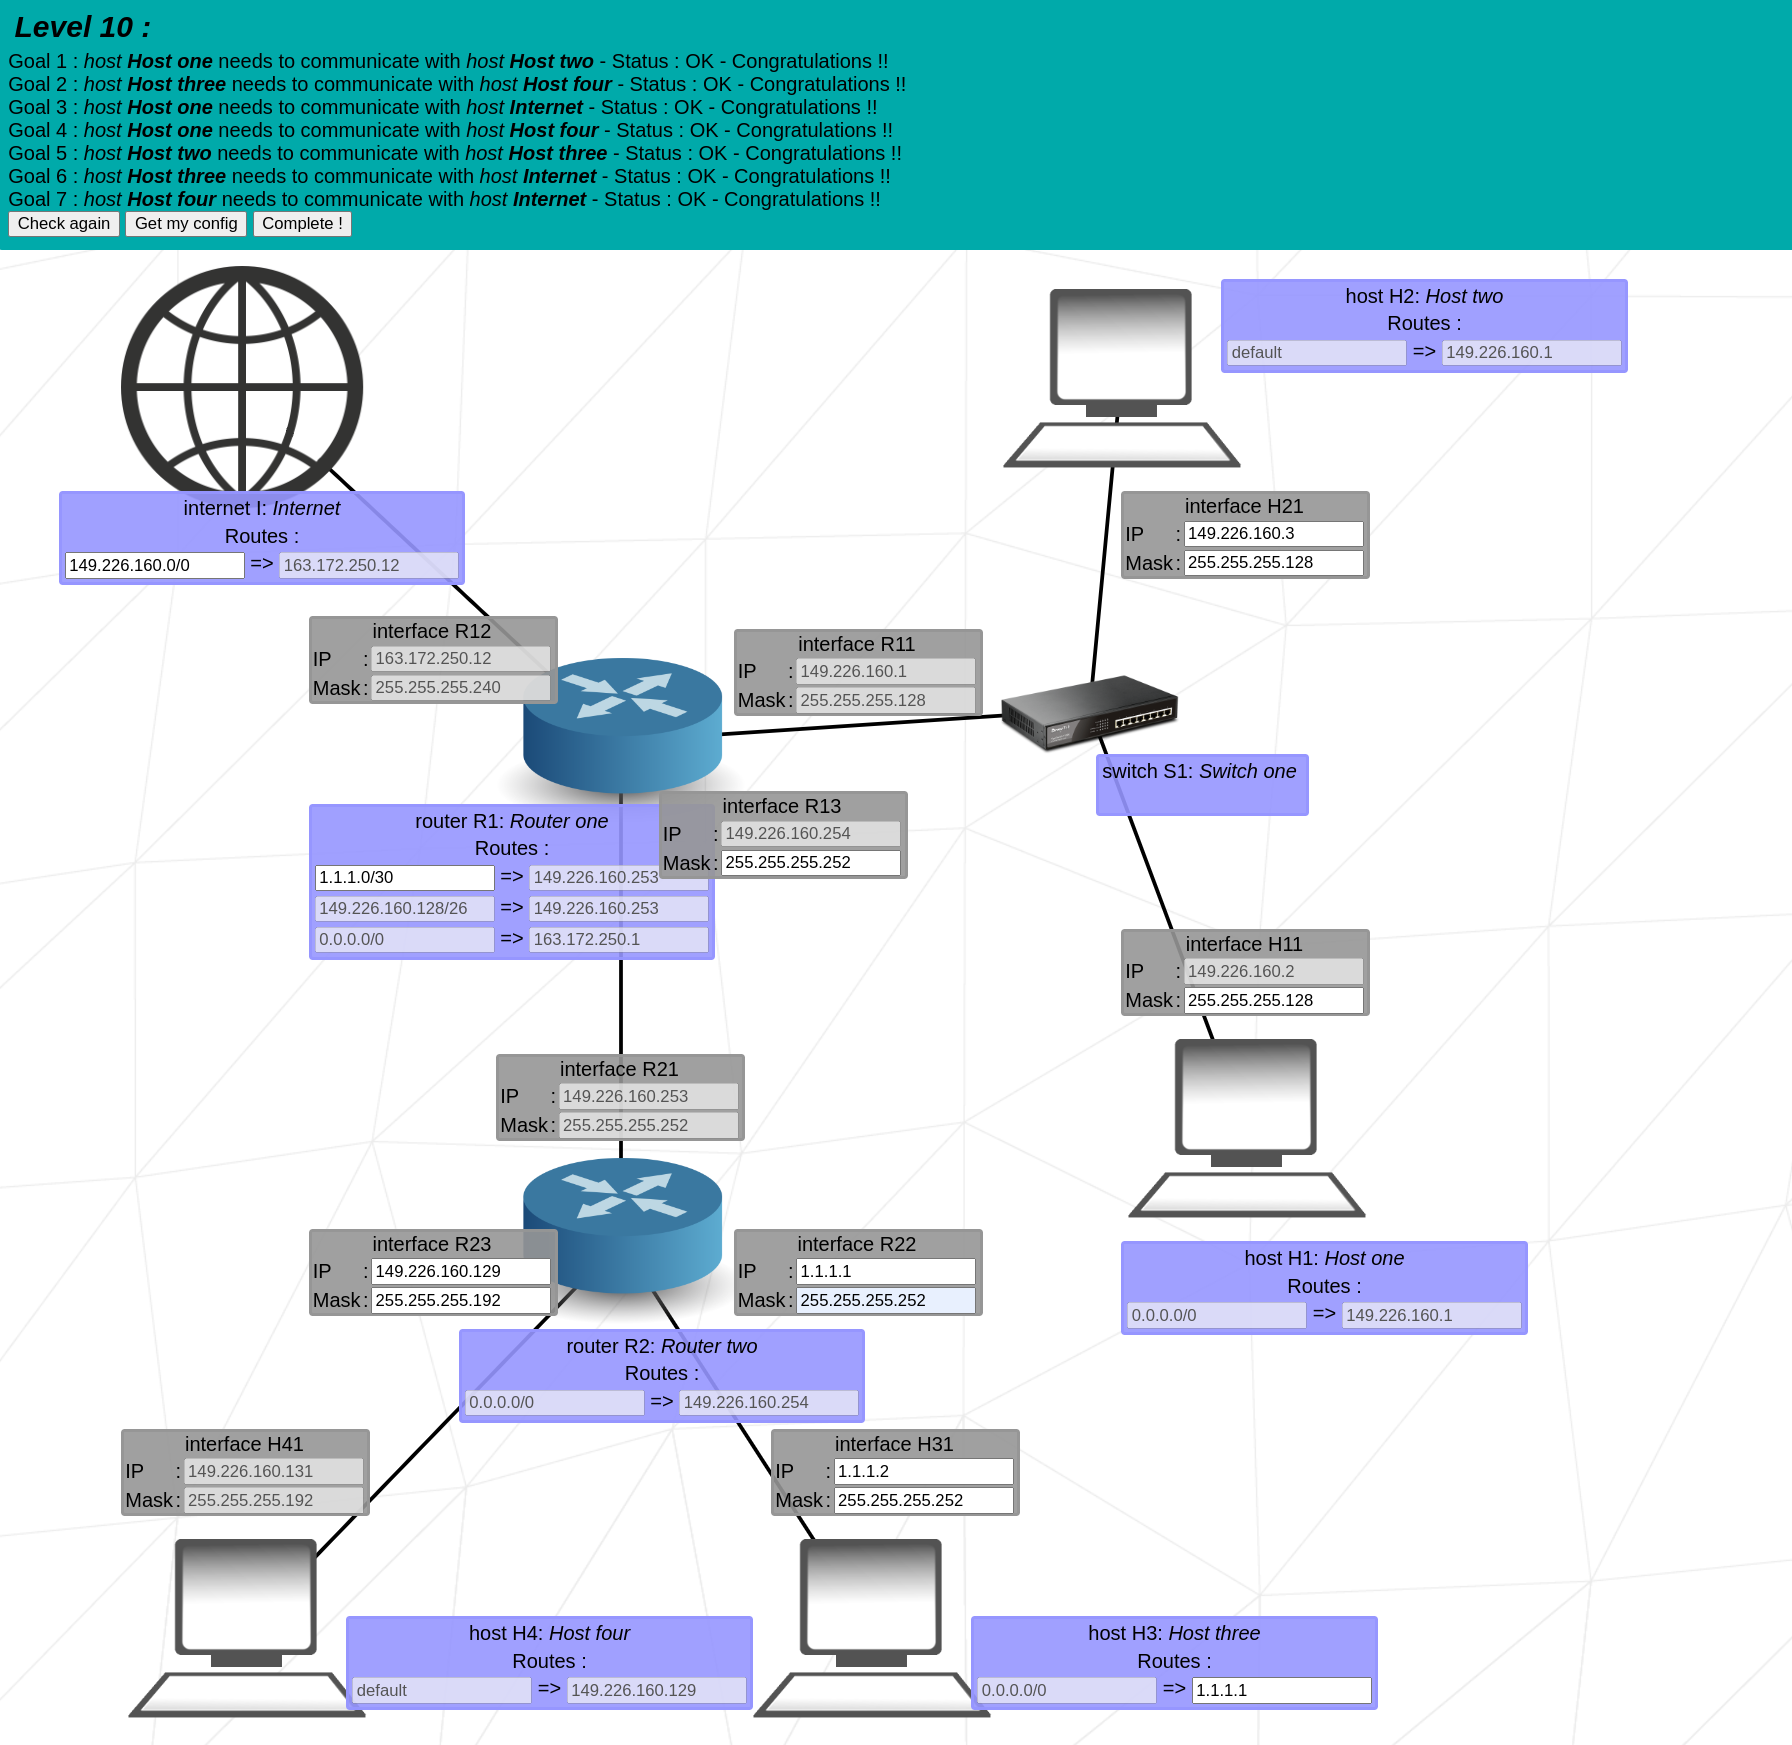 Level 10 :
Goal 1 : host Host one needs to communicate with host Host two - Status : OK - Congratulations !!
Goal 2 : host Host three needs to communicate with host Host four - Status : OK - Congratulations !!
Goal 3 : host Host one needs to communicate with host Internet - Status : OK - Congratulations !!
Goal 4 : host Host one needs to communicate with host Host four - Status : OK - Congratulations !!
Goal 5 : host Host two needs to communicate with host Host three - Status : OK - Congratulations !!
Goal 6 : host Host three needs to communicate with host Internet - Status : OK - Congratulations !!
Goal 7 : host Host four needs to communicate with host Internet - Status : OK - Congratulations !!
Check again Get my config Complete !
host H2: Host two
Routes :
default => 149.226.160.1
internet I: Internet
Routes :
149.226.160.0/0 => 163.172.250.12
interface H21
IP : 149.226.160.3
Mask : 255.255.255.128
interface R12
IP : 163.172.250.12
Mask : 255.255.255.240
interface R11
IP : 149.226.160.1
Mask : 255.255.255.128
switch S1: Switch one
interface R13
IP : 149.226.160.254
Mask : 255.255.255.252
router R1: Router one
Routes :
1.1.1.0/30 => 149.226.160.253
149.226.160.128/26 => 149.226.160.253
0.0.0.0/0 => 163.172.250.1
interface H11
IP : 149.226.160.2
Mask : 255.255.255.128
interface R21
IP : 149.226.160.253
Mask : 255.255.255.252
interface R23
IP : 149.226.160.129
Mask : 255.255.255.192
interface R22
IP : 1.1.1.1
Mask : 255.255.255.252
host H1: Host one
Routes :
0.0.0.0/0 => 149.226.160.1
router R2: Router two
Routes :
0.0.0.0/0 => 149.226.160.254
interface H41
IP : 149.226.160.131
Mask : 255.255.255.192
interface H31
IP : 1.1.1.2
Mask : 255.255.255.252
host H4: Host four
Routes :
default => 149.226.160.129
host H3: Host three
Routes :
0.0.0.0/0 => 1.1.1.1